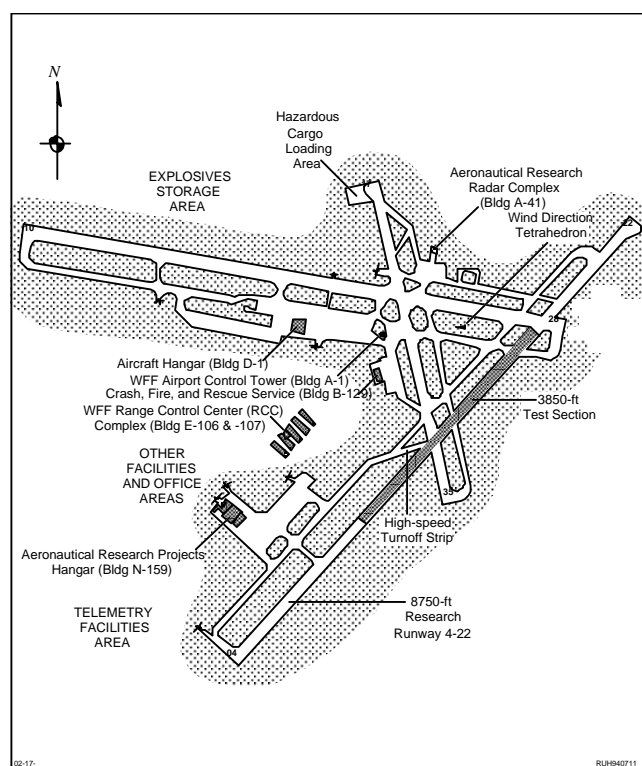 N
Hazardous
Cargo
Loading
Area
EXPLOSIVES
STORAGE
AREA
Aeronautical Research
Radar Complex
(Bldg A-41)
Wind Direction
Tetrahedron
17
22
10
28
Aircraft Hangar (Bldg D-1)
WFF Airport Control Tower (Bldg A-1)
Crash, Fire, and Rescue Service (Bldg B-129)
WFF Range Control Center (RCC)
Complex (Bldg E-106 & -107)
3850-ft
Test Section
OTHER
FACILITIES
AND OFFICE
AREAS
35
High-speed
Turnoff Strip
Aeronautical Research Projects
Hangar (Bldg N-159)
TELEMETRY
FACILITIES
AREA
8750-ft
Research
Runway 4-22
04
02-17-
RUH940711